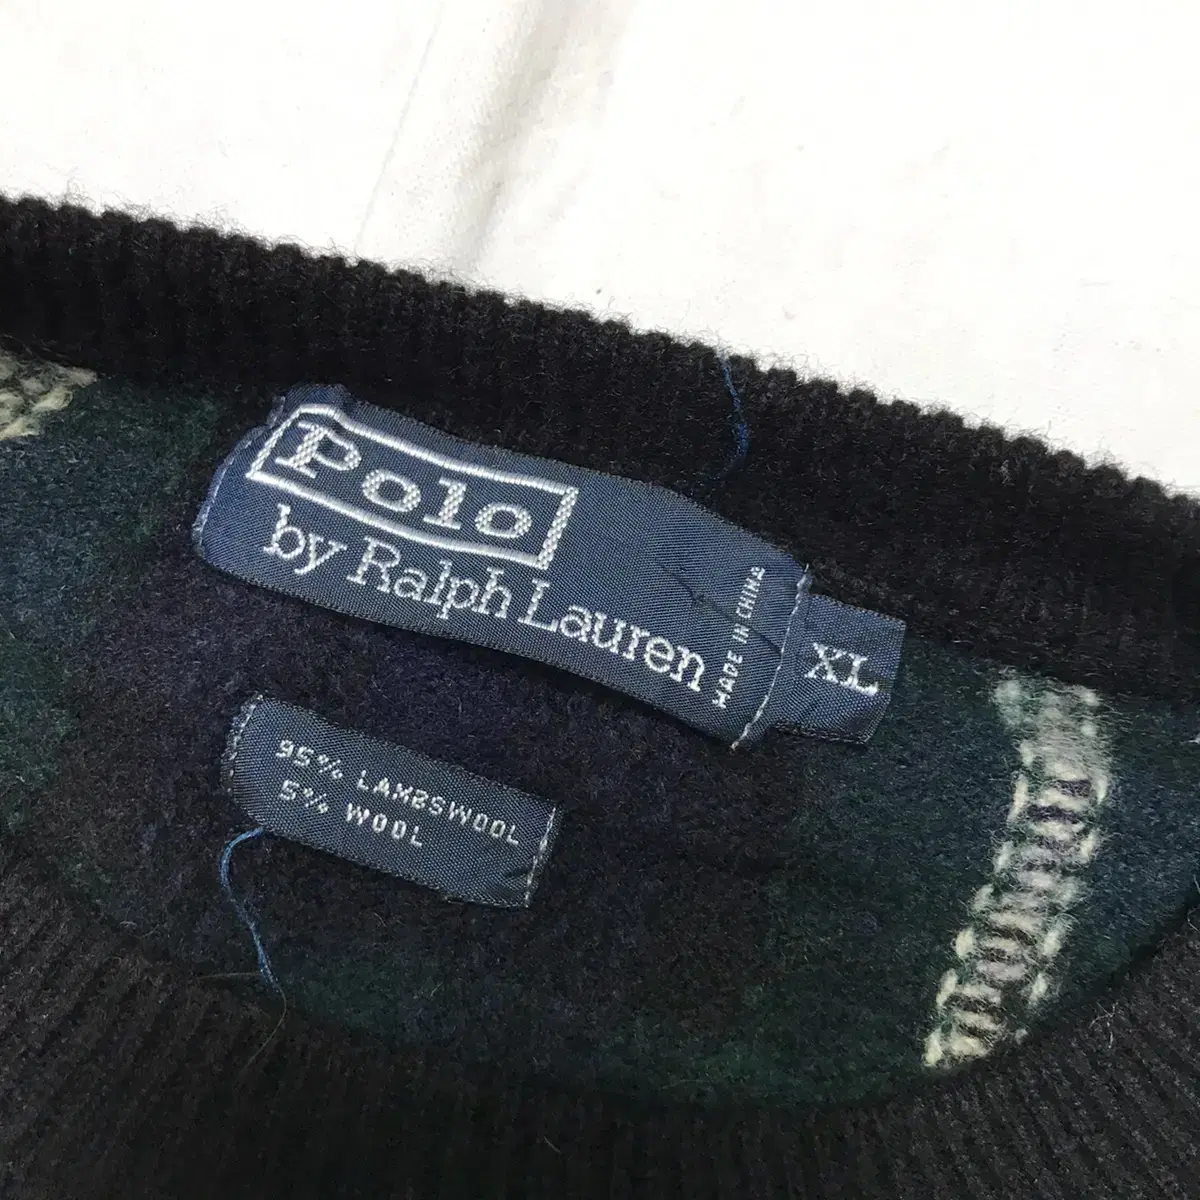 Polo
by Ralph Lauren
MADE IN CHINA
XL
95% LAMBSWOOL
5% WOOL